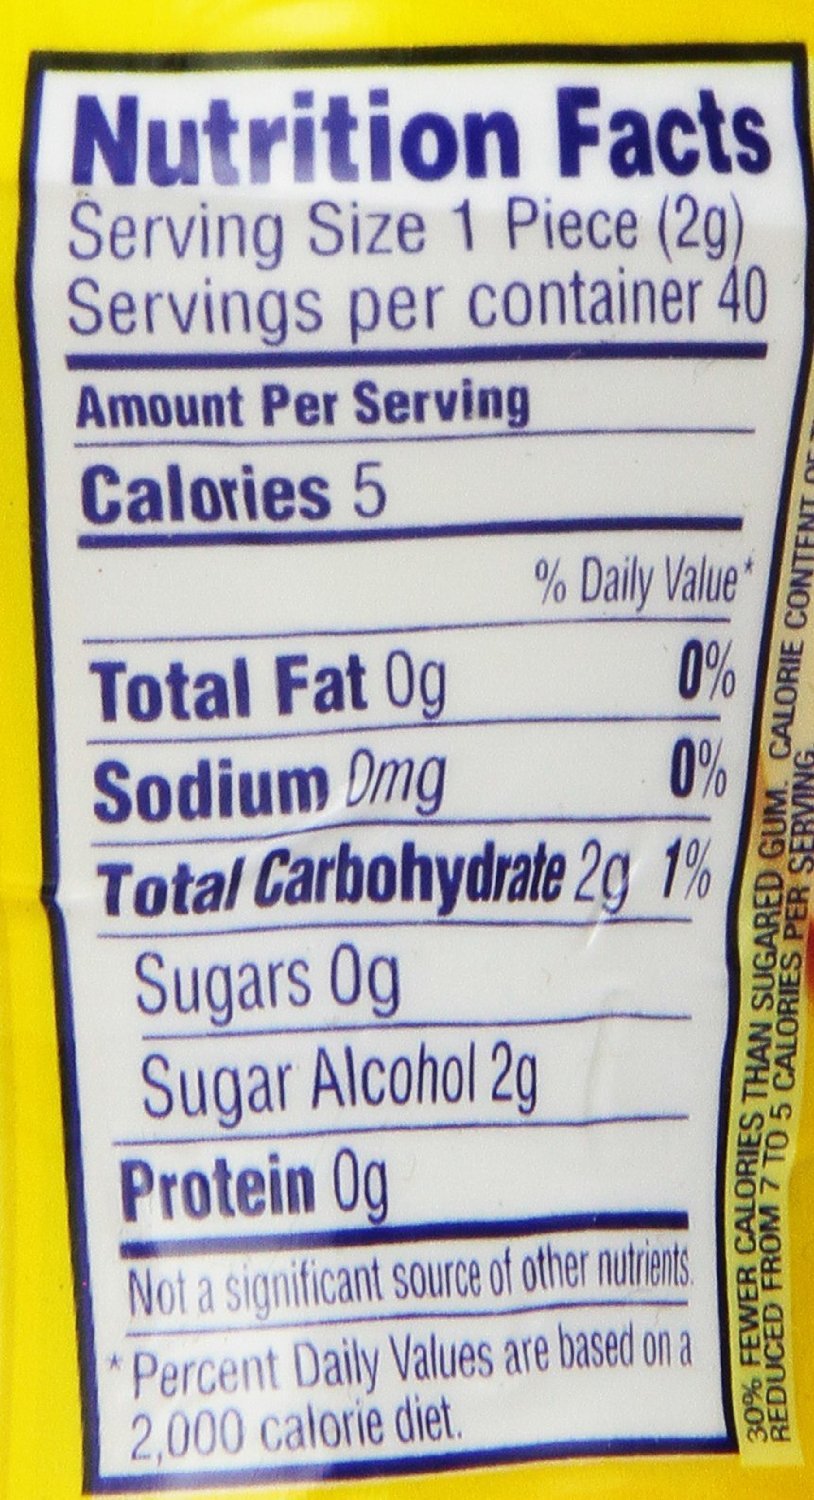 Nutrition Facts
Serving Size 1 Piece (2g)
Servings per container 40
Amount Per Serving
Calories 5
% Daily Value*
Total Fat 0g 0%
Sodium 0mg 0%
Total Carbohydrate 2g 1%
Sugars 0g
Sugar Alcohol 2g
Protein 0g
Not a significant source of other nutrients.
* Percent Daily Values are based on a
2,000 calorie diet.
30% FEWER CALORIES THAN SUGARED GUM. CALORIE CONTENT
REDUCED FROM 7 TO 5 CALORIES PER SERVING